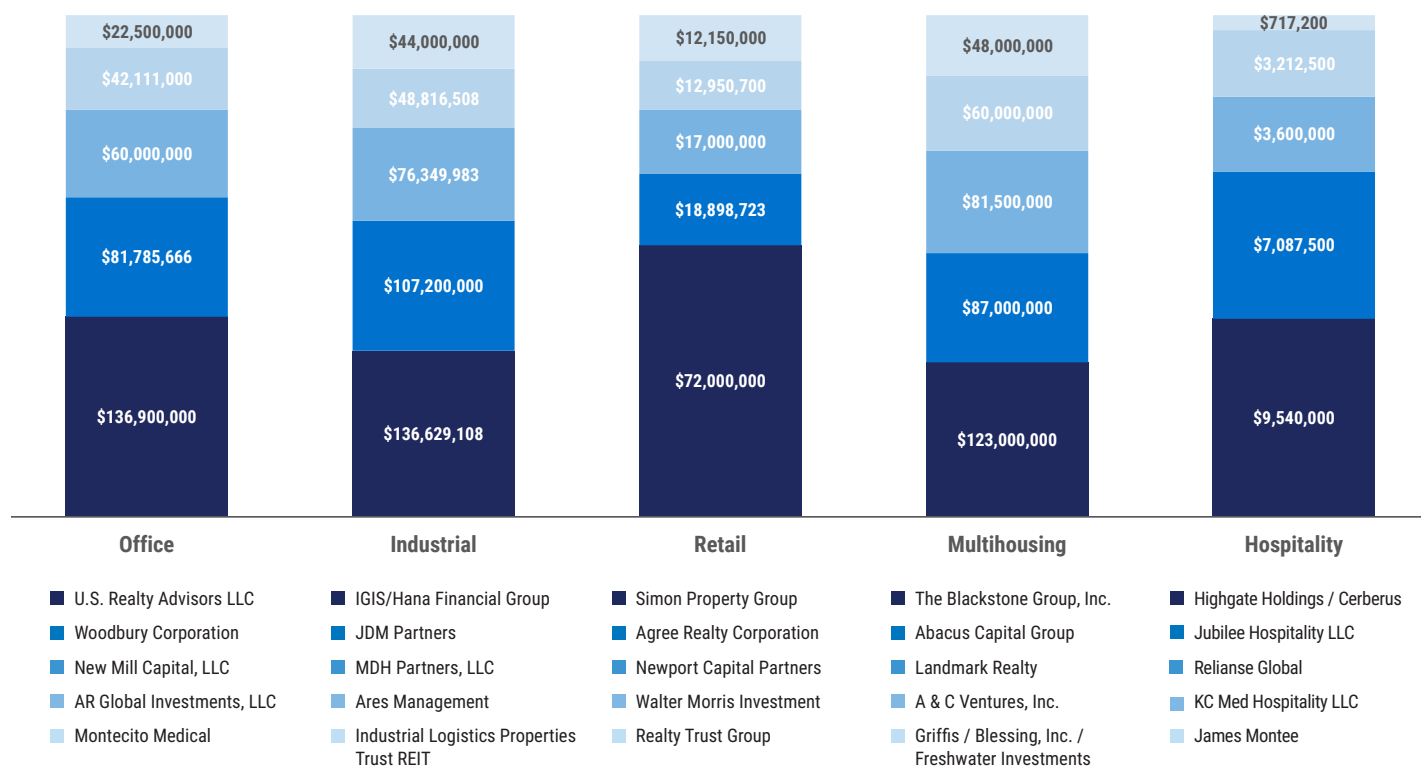 $22,500,000
$42,111,000
$60,000,000
$81,785,666
$136,900,000
$44,000,000
$48,816,508
$76,349,983
$107,200,000
$136,629,108
$12,150,000
$12,950,700
$17,000,000
$18,898,723
$72,000,000
$48,000,000
$60,000,000
$81,500,000
$87,000,000
$123,000,000
$717,200
$3,212,500
$3,600,000
$7,087,500
$9,540,000
Office
Industrial
Retail
Multihousing
Hospitality
U.S. Realty Advisors LLC
Woodbury Corporation
New Mill Capital, LLC
AR Global Investments, LLC
Montecito Medical
IGIS/Hana Financial Group
JDM Partners
MDH Partners, LLC
Ares Management
Industrial Logistics Properties
Trust REIT
Simon Property Group
Agree Realty Corporation
Newport Capital Partners
Walter Morris Investment
Realty Trust Group
The Blackstone Group, Inc.
Abacus Capital Group
Landmark Realty
A & C Ventures, Inc.
Griffis / Blessing, Inc. /
Freshwater Investments
Highgate Holdings / Cerberus
Jubilee Hospitality LLC
Relianse Global
KC Med Hospitality LLC
James Montee